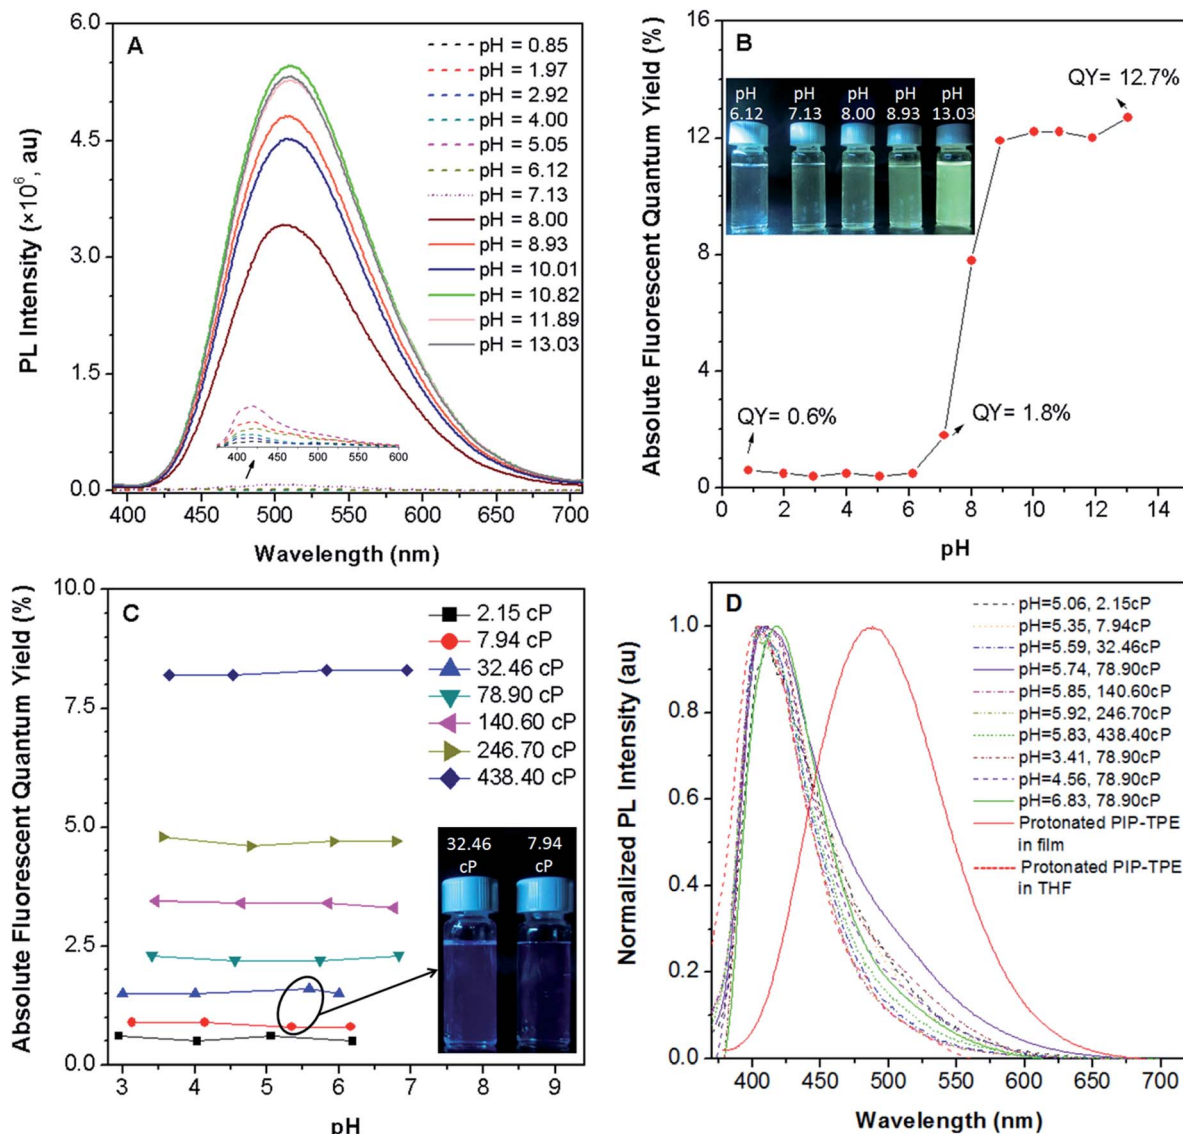 A
PL Intensity (×10⁶, au)
6.0
4.5
3.0
1.5
0.0
pH = 0.85
pH = 1.97
pH = 2.92
pH = 4.00
pH = 5.05
pH = 6.12
pH = 7.13
pH = 8.00
pH = 8.93
pH = 10.01
pH = 10.82
pH = 11.89
pH = 13.03
400 450 500 550 600
400 450 500 550 600 650 700
Wavelength (nm)
B
Absolute Fluorescent Quantum Yield (%)
16
12
8
4
0
pH pH pH pH pH
6.12 7.13 8.00 8.93 13.03
QY= 12.7%
QY= 0.6%
QY= 1.8%
0 2 4 6 8 10 12 14
pH
C
Absolute Fluorescent Quantum Yield (%)
10.0
7.5
5.0
2.5
0.0
2.15 cP
7.94 cP
32.46 cP
78.90 cP
140.60 cP
246.70 cP
438.40 cP
32.46 7.94
cP cP
3 4 5 6 7 8 9
pH
D
Normalized PL Intensity (au)
1.0
0.8
0.6
0.4
0.2
0.0
pH=5.06, 2.15cP
pH=5.35, 7.94cP
pH=5.59, 32.46cP
pH=5.74, 78.90cP
pH=5.85, 140.60cP
pH=5.92, 246.70cP
pH=5.83, 438.40cP
pH=3.41, 78.90cP
pH=4.56, 78.90cP
pH=6.83, 78.90cP
Protonated PIP-TPE
in film
Protonated PIP-TPE
in THF
400 450 500 550 600 650 700
Wavelength (nm)